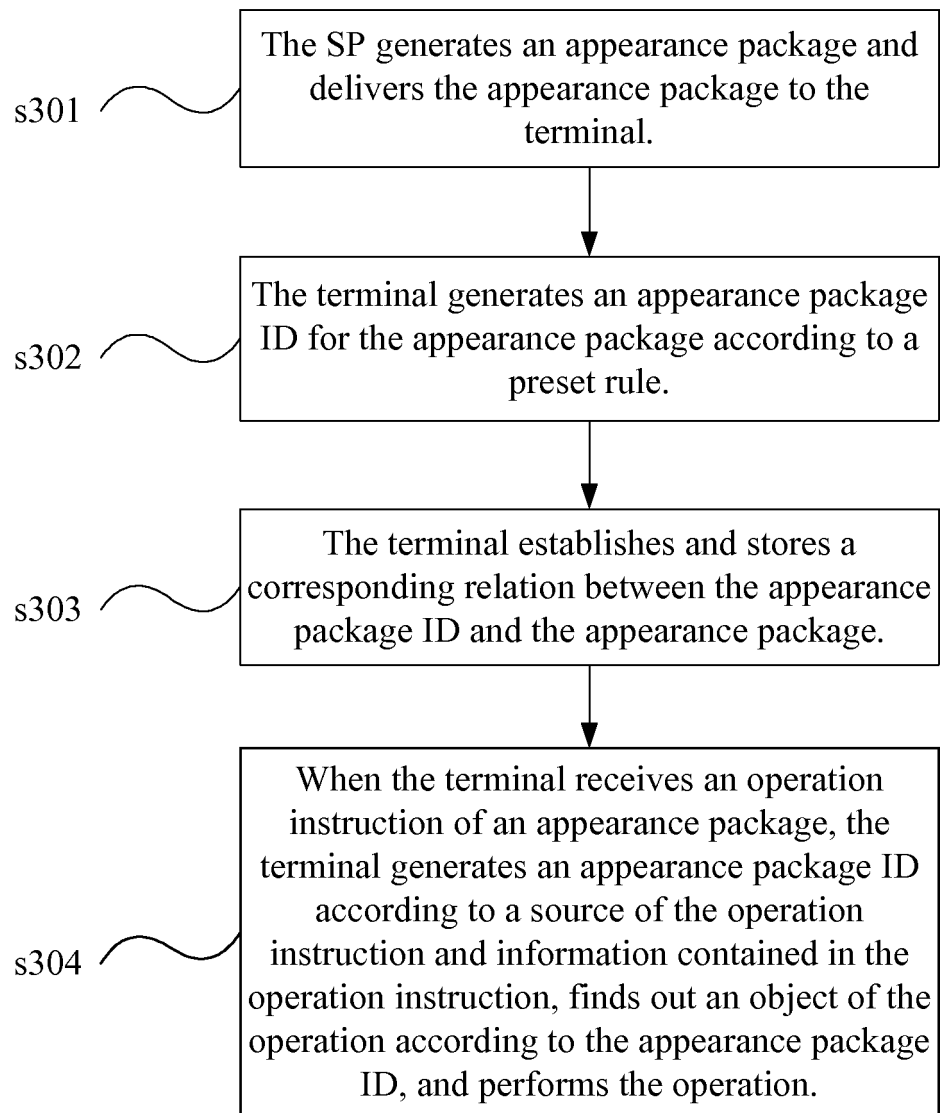 The SP generates an appearance package and
delivers the appearance package to the
terminal.
s301
The terminal generates an appearance package
ID for the appearance package according to a
preset rule.
s302
The terminal establishes and stores a
corresponding relation between the appearance
package ID and the appearance package.
s303
When the terminal receives an operation
instruction of an appearance package, the
terminal generates an appearance package ID
according to a source of the operation
instruction and information contained in the
operation instruction, finds out an object of the
operation according to the appearance package
ID, and performs the operation.
s304